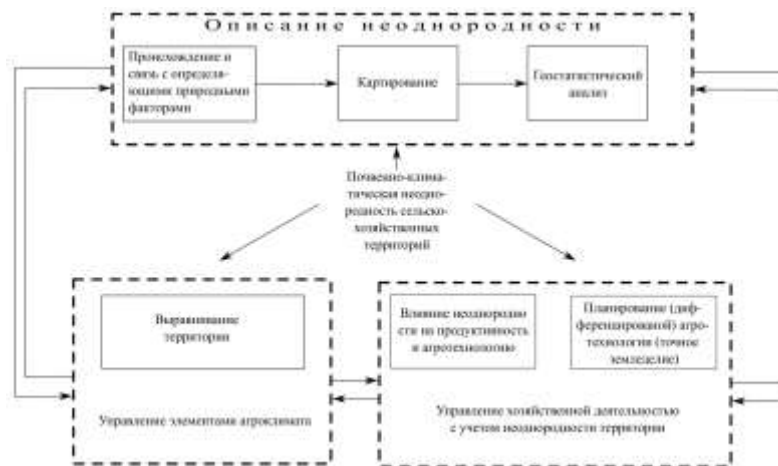 Описание неоднородности
Происхождение и
связь с определя-
ющими природными
факторами
Картирование
Геостатистический
анализ
Почвенно-клима-
тическая неодно-
родность сельско-
хозяйственных
территорий
Выравнивание
территории
Управление элементами агроклимата
Влияние неоднородно
сти на продуктивность
и агротехнологию
Планирование (диф-
ференцированой) агро-
технологии (точное
земледелие)
Управление хозяйственной деятельностью
с учетом неоднородности территории